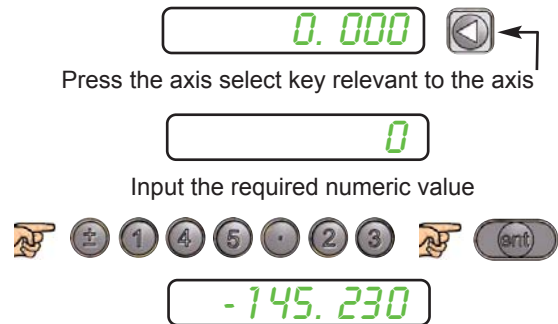 0.000
Press the axis select key relevant to the axis
0
Input the required numeric value
± 1 4 5 . 2 3 ent
-145.230